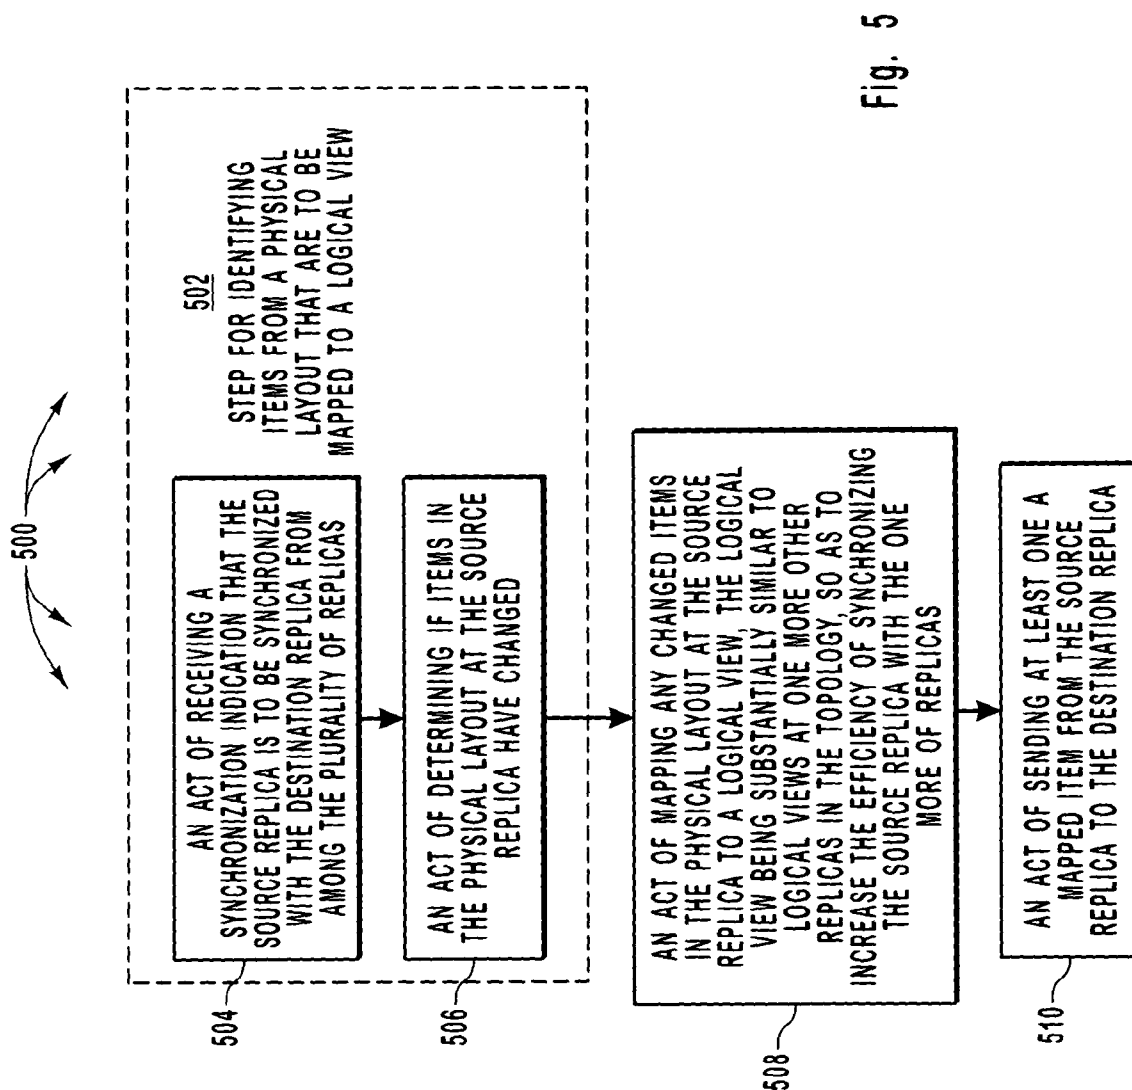 500
502
STEP FOR IDENTIFYING
ITEMS FROM A PHYSICAL
LAYOUT THAT ARE TO BE
MAPPED TO A LOGICAL VIEW
504
AN ACT OF RECEIVING A
SYNCHRONIZATION INDICATION THAT THE
SOURCE REPLICA IS TO BE SYNCHRONIZED
WITH THE DESTINATION REPLICA FROM
AMONG THE PLURALITY OF REPLICAS
506
AN ACT OF DETERMINING IF ITEMS IN
THE PHYSICAL LAYOUT AT THE SOURCE
REPLICA HAVE CHANGED
508
AN ACT OF MAPPING ANY CHANGED ITEMS
IN THE PHYSICAL LAYOUT AT THE SOURCE
REPLICA TO A LOGICAL VIEW, THE LOGICAL
VIEW BEING SUBSTANTIALLY SIMILAR TO
LOGICAL VIEWS AT ONE MORE OTHER
REPLICAS IN THE TOPOLOGY, SO AS TO
INCREASE THE EFFICIENCY OF SYNCHRONIZING
THE SOURCE REPLICA WITH THE ONE
MORE OF REPLICAS
510
AN ACT OF SENDING AT LEAST ONE A
MAPPED ITEM FROM THE SOURCE
REPLICA TO THE DESTINATION REPLICA
Fig. 5